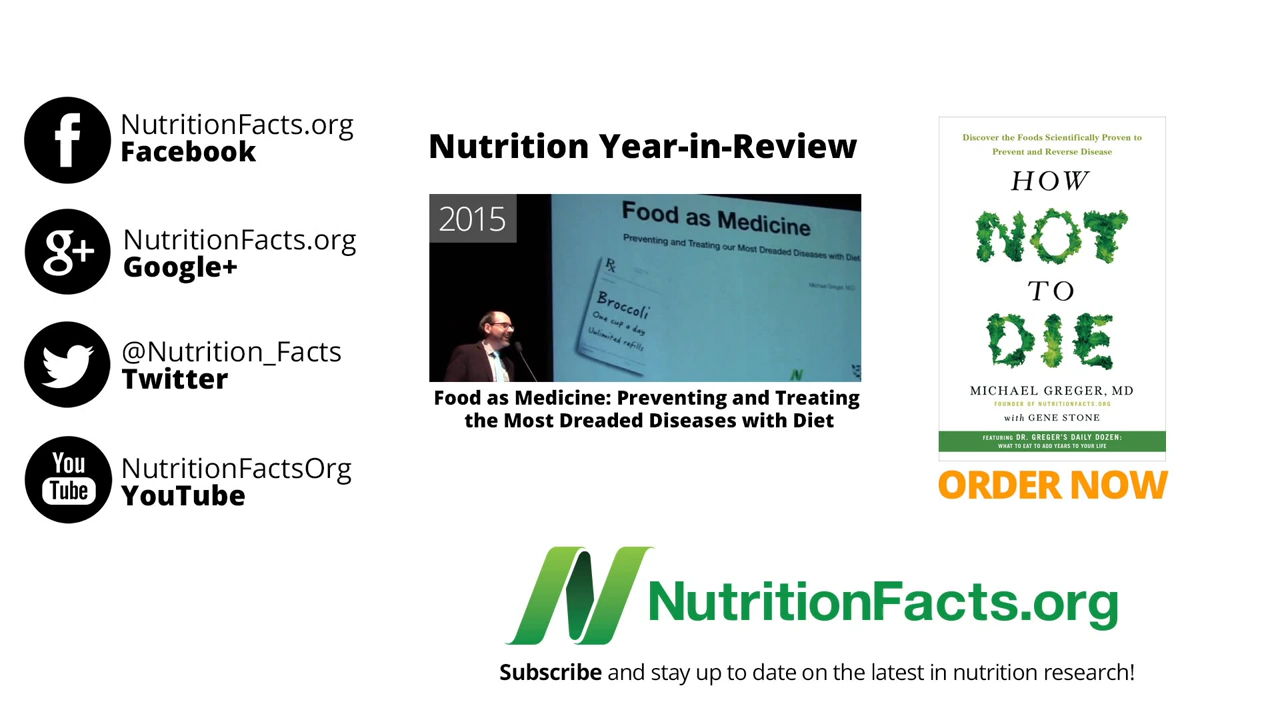 NutritionFacts.org
Facebook
NutritionFacts.org
Google+
@Nutrition_Facts
Twitter
You
Tube
NutritionFactsOrg
YouTube
Nutrition Year-in-Review
2015
Food as Medicine
Preventing and Treating our Most Dreaded Diseases with Diet
Michael Greger, M.D.
Broccoli
One cup a day
Unlimited refills
Food as Medicine: Preventing and Treating
the Most Dreaded Diseases with Diet
Discover the Foods Scientifically Proven to
Prevent and Reverse Disease
HOW
NOT
TO
DIE
MICHAEL GREGER, MD
FOUNDER OF NUTRITIONFACTS.ORG
with GENE STONE
FEATURING DR. GREGER'S DAILY DOZEN:
WHAT TO EAT TO ADD YEARS TO YOUR LIFE
ORDER NOW
NutritionFacts.org
Subscribe and stay up to date on the latest in nutrition research!